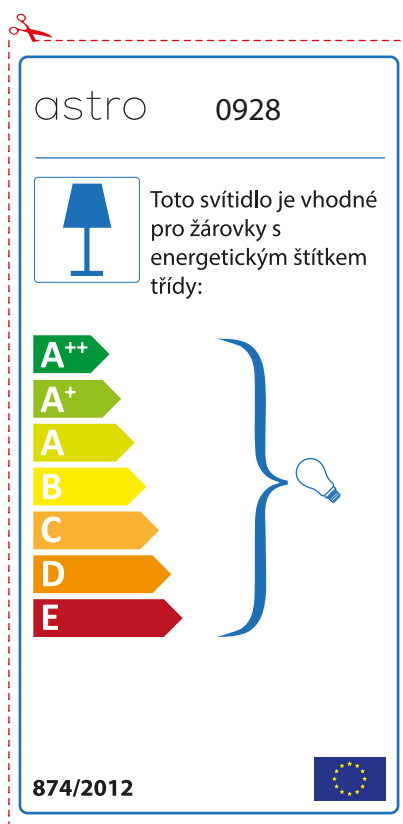 astro 0928
Toto svítidlo je vhodné
pro žárovky s
energetickým štítkem
třídy:
A++
A+
A
B
C
D
E
874/2012